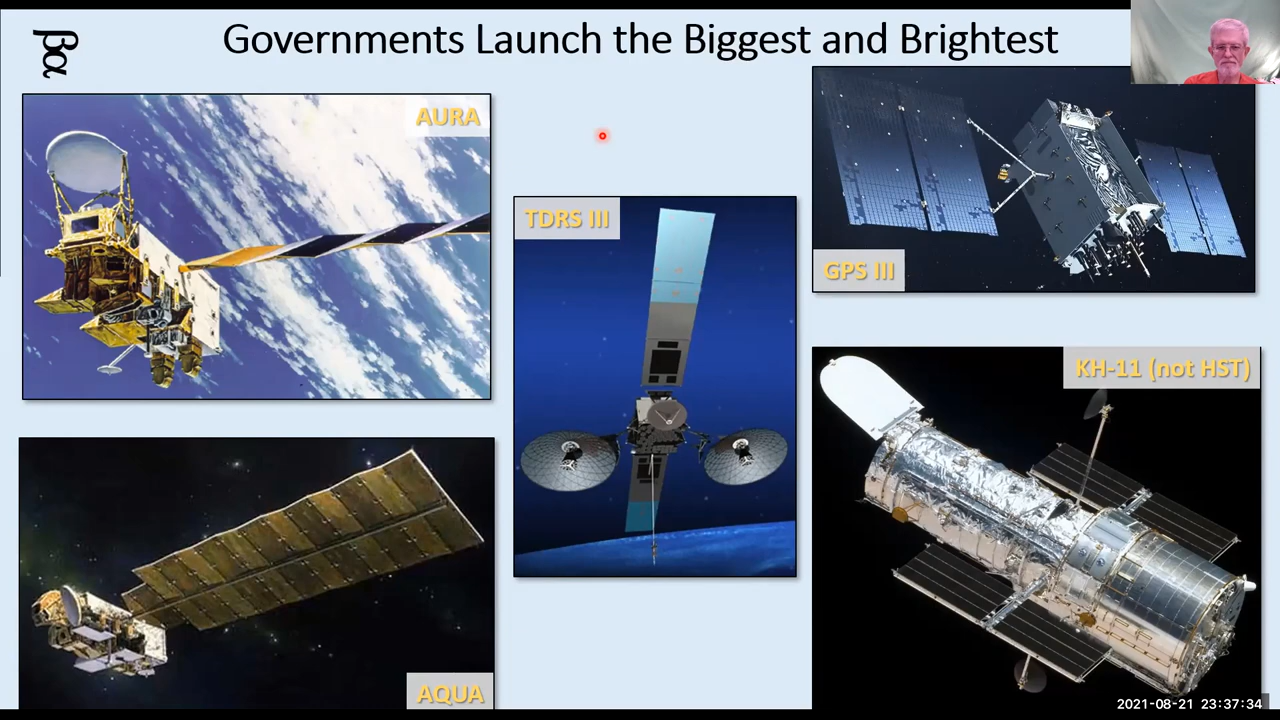 βα
Governments Launch the Biggest and Brightest
AURA
TDRS III
GPS III
KH-11 (not HST)
AQUA
2021-08-21 23:37:34